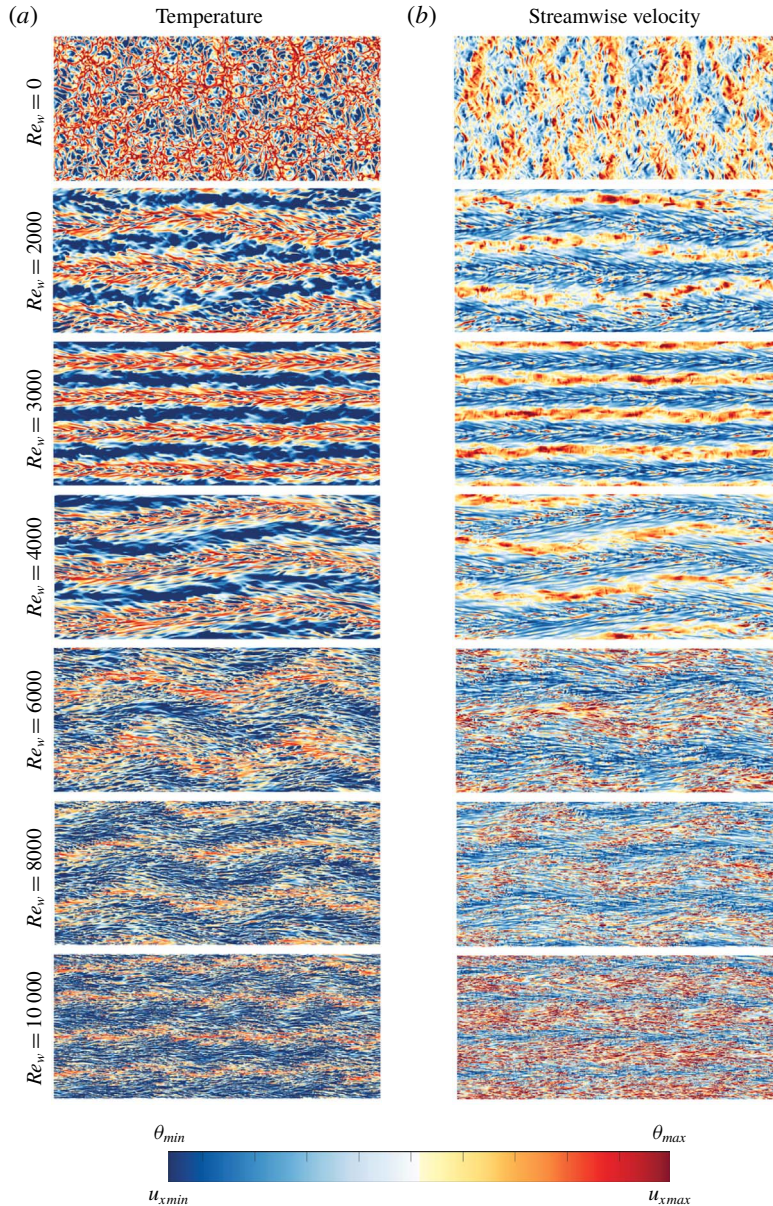 (a) Temperature (b) Streamwise velocity
Re_w = 0
Re_w = 2000
Re_w = 3000
Re_w = 4000
Re_w = 6000
Re_w = 8000
Re_w = 10 000
θ_min θ_max
u_xmin u_xmax